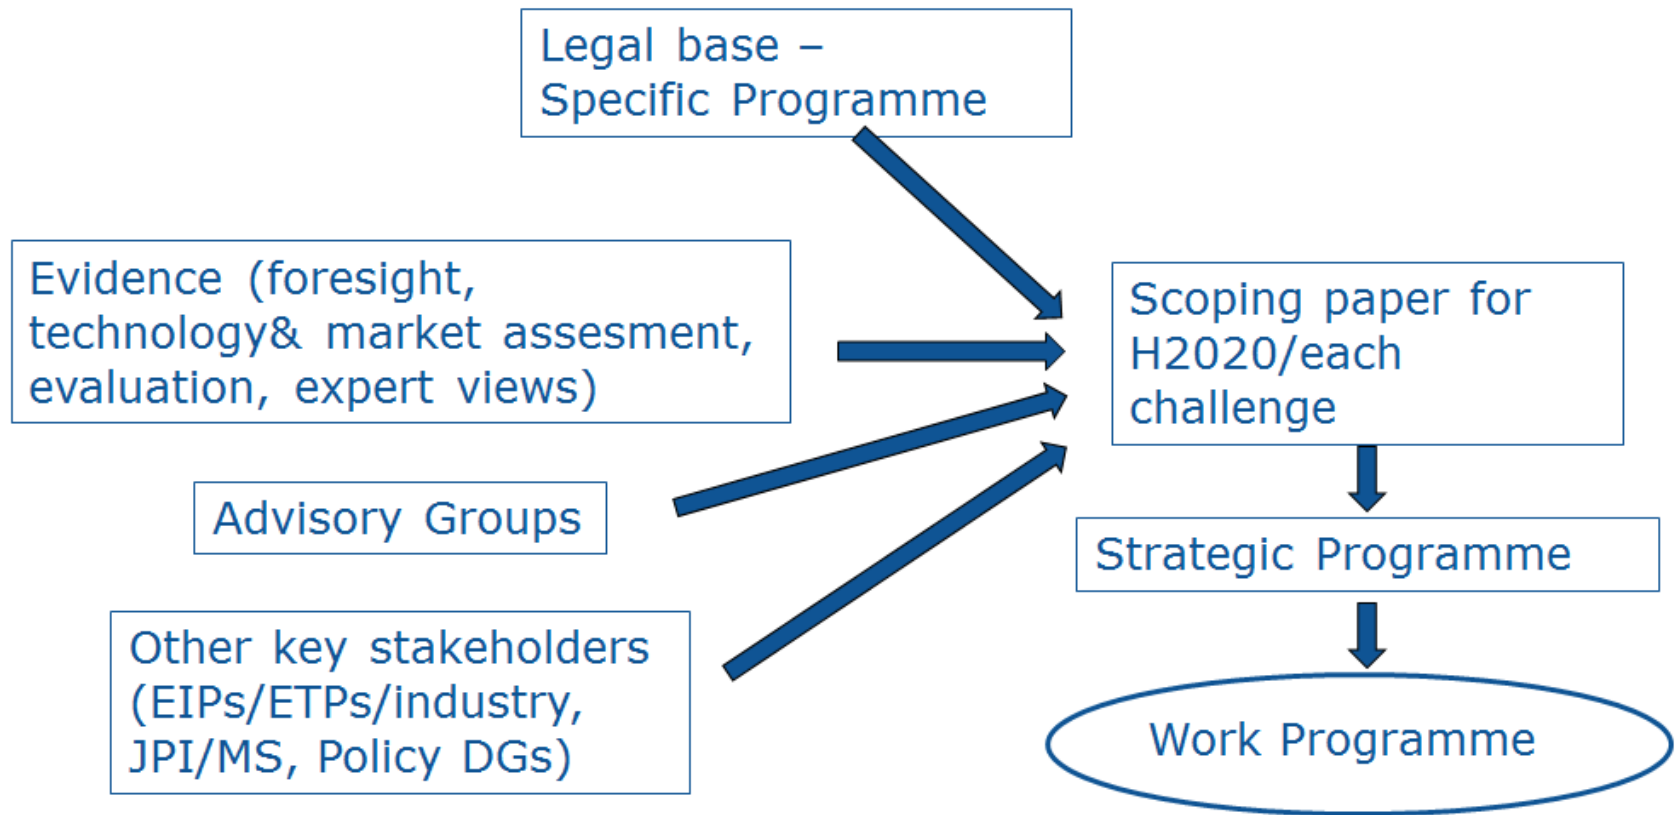 Legal base –
Specific Programme
Evidence (foresight,
technology& market assesment,
evaluation, expert views)
Scoping paper for
H2020/each
challenge
Advisory Groups
Strategic Programme
Other key stakeholders
(EIPs/ETPs/industry,
JPI/MS, Policy DGs)
Work Programme